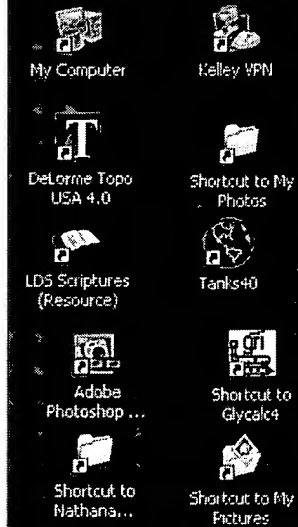 My Computer
Kelley VPN
DeLorme Topo
USA 4.0
Shortcut to My
Photos
LDS Scriptures
(Resource)
Tanks40
Adobe
Photoshop ...
Shortcut to
Glycalc4
Shortcut to
Nathana...
Shortcut to My
Pictures